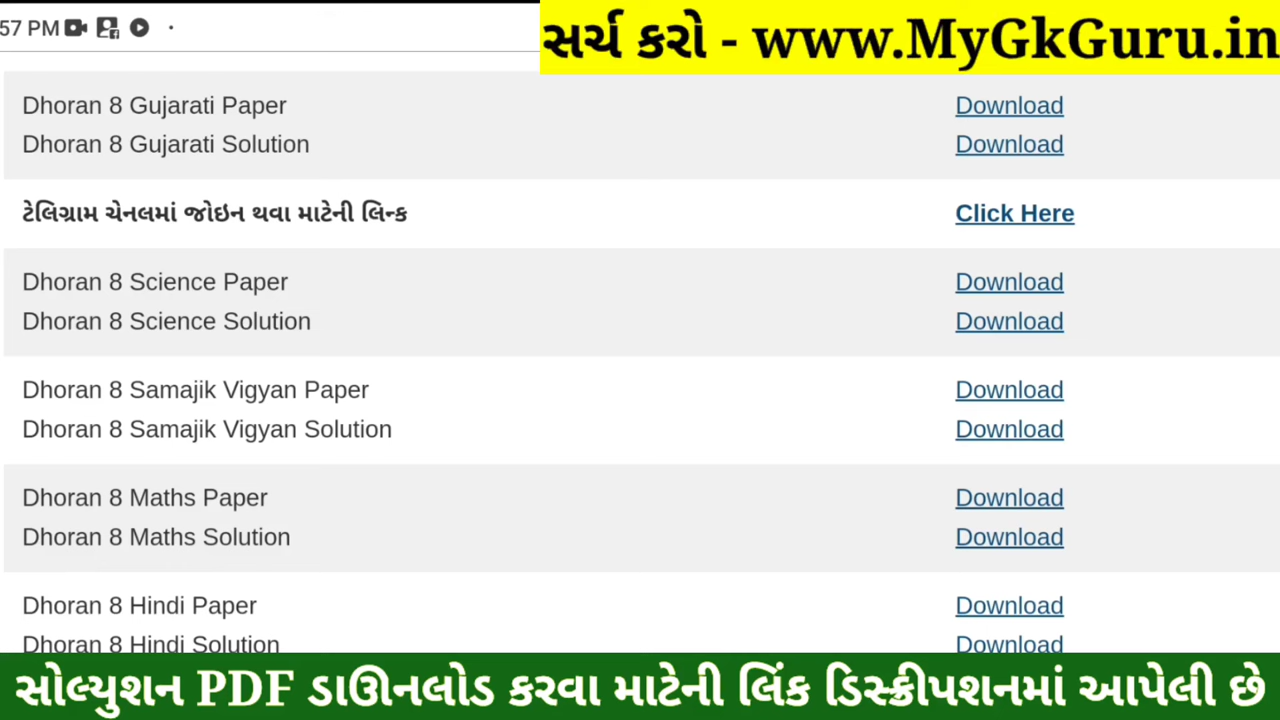 57 PM
સર્ચ કરો - www.MyGkGuru.in
Dhoran 8 Gujarati Paper Download
Dhoran 8 Gujarati Solution Download
ટેલિગ્રામ ચેનલમાં જોઇન થવા માટેની લિન્ક Click Here
Dhoran 8 Science Paper Download
Dhoran 8 Science Solution Download
Dhoran 8 Samajik Vigyan Paper Download
Dhoran 8 Samajik Vigyan Solution Download
Dhoran 8 Maths Paper Download
Dhoran 8 Maths Solution Download
Dhoran 8 Hindi Paper Download
Dhoran 8 Hindi Solution Download
સોલ્યુશન PDF ડાઊનલોડ કરવા માટેની લિંક ડિસ્ક્રીપશનમાં આપેલી છે